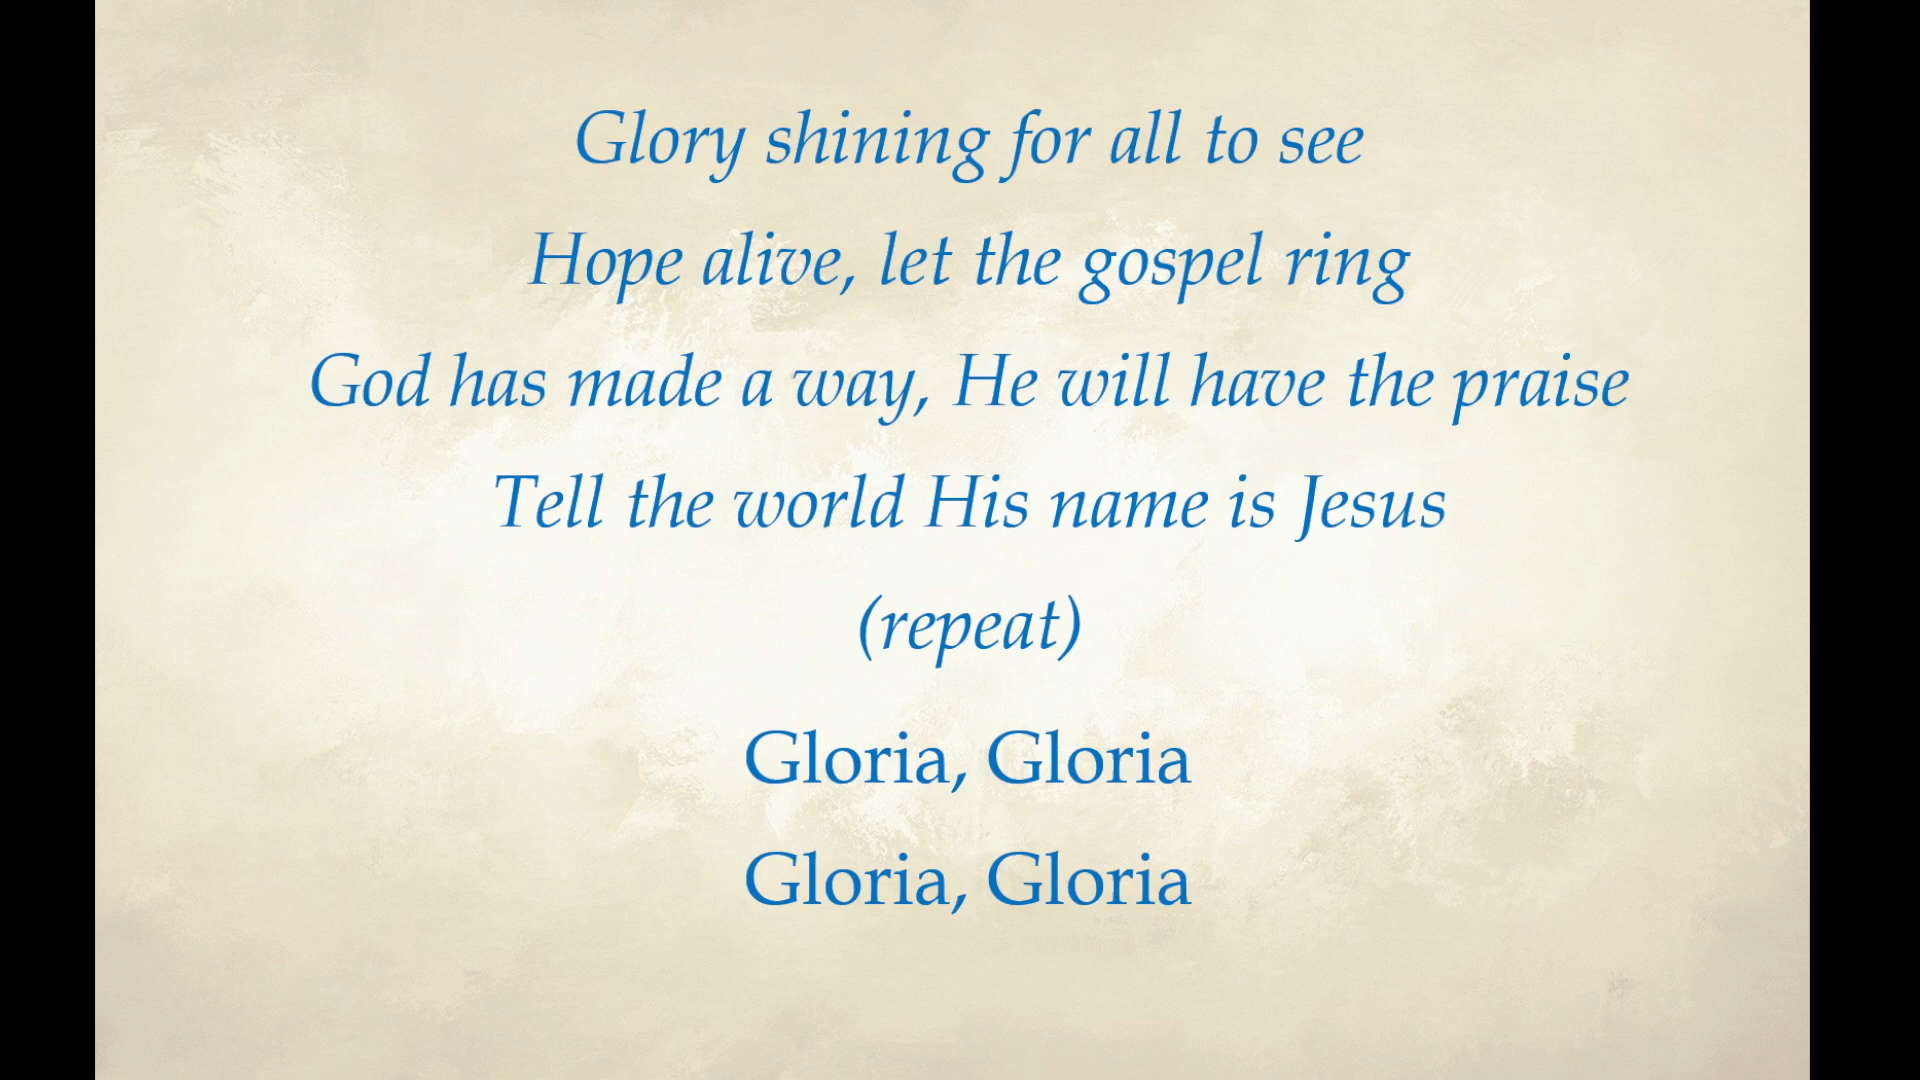 Glory shining for all to see
Hope alive, let the gospel ring
God has made a way, He will have the praise
Tell the world His name is Jesus
(repeat)
Gloria, Gloria
Gloria, Gloria